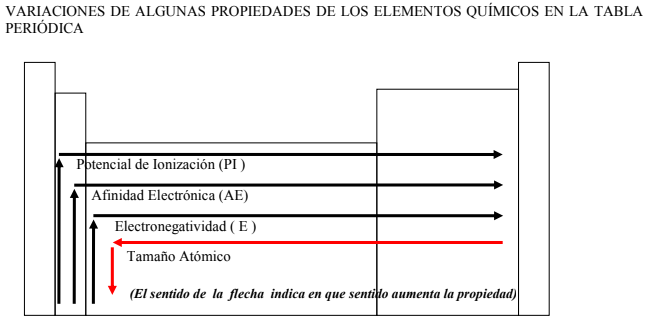 VARIACIONES DE ALGUNAS PROPIEDADES DE LOS ELEMENTOS QUÍMICOS EN LA TABLA
PERIÓDICA
Potencial de Ionización (PI )
Afinidad Electrónica (AE)
Electronegatividad ( E )
Tamaño Atómico
(El sentido de la flecha indica en que sentido aumenta la propiedad)